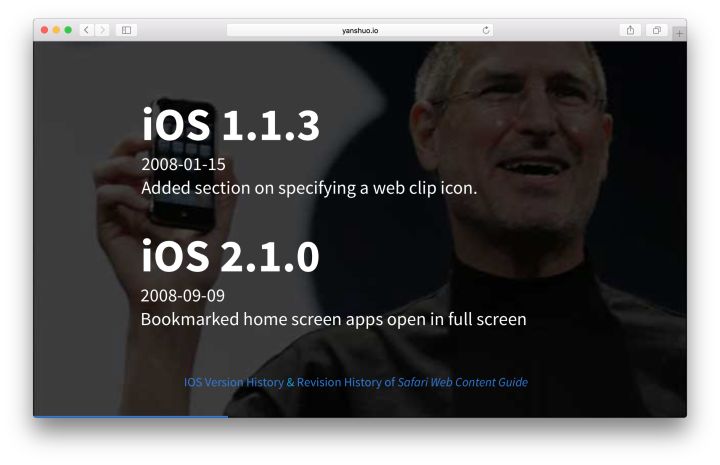 yanshuo.io
iOS 1.1.3
2008-01-15
Added section on specifying a web clip icon.
iOS 2.1.0
2008-09-09
Bookmarked home screen apps open in full screen
IOS Version History & Revision History of Safari Web Content Guide